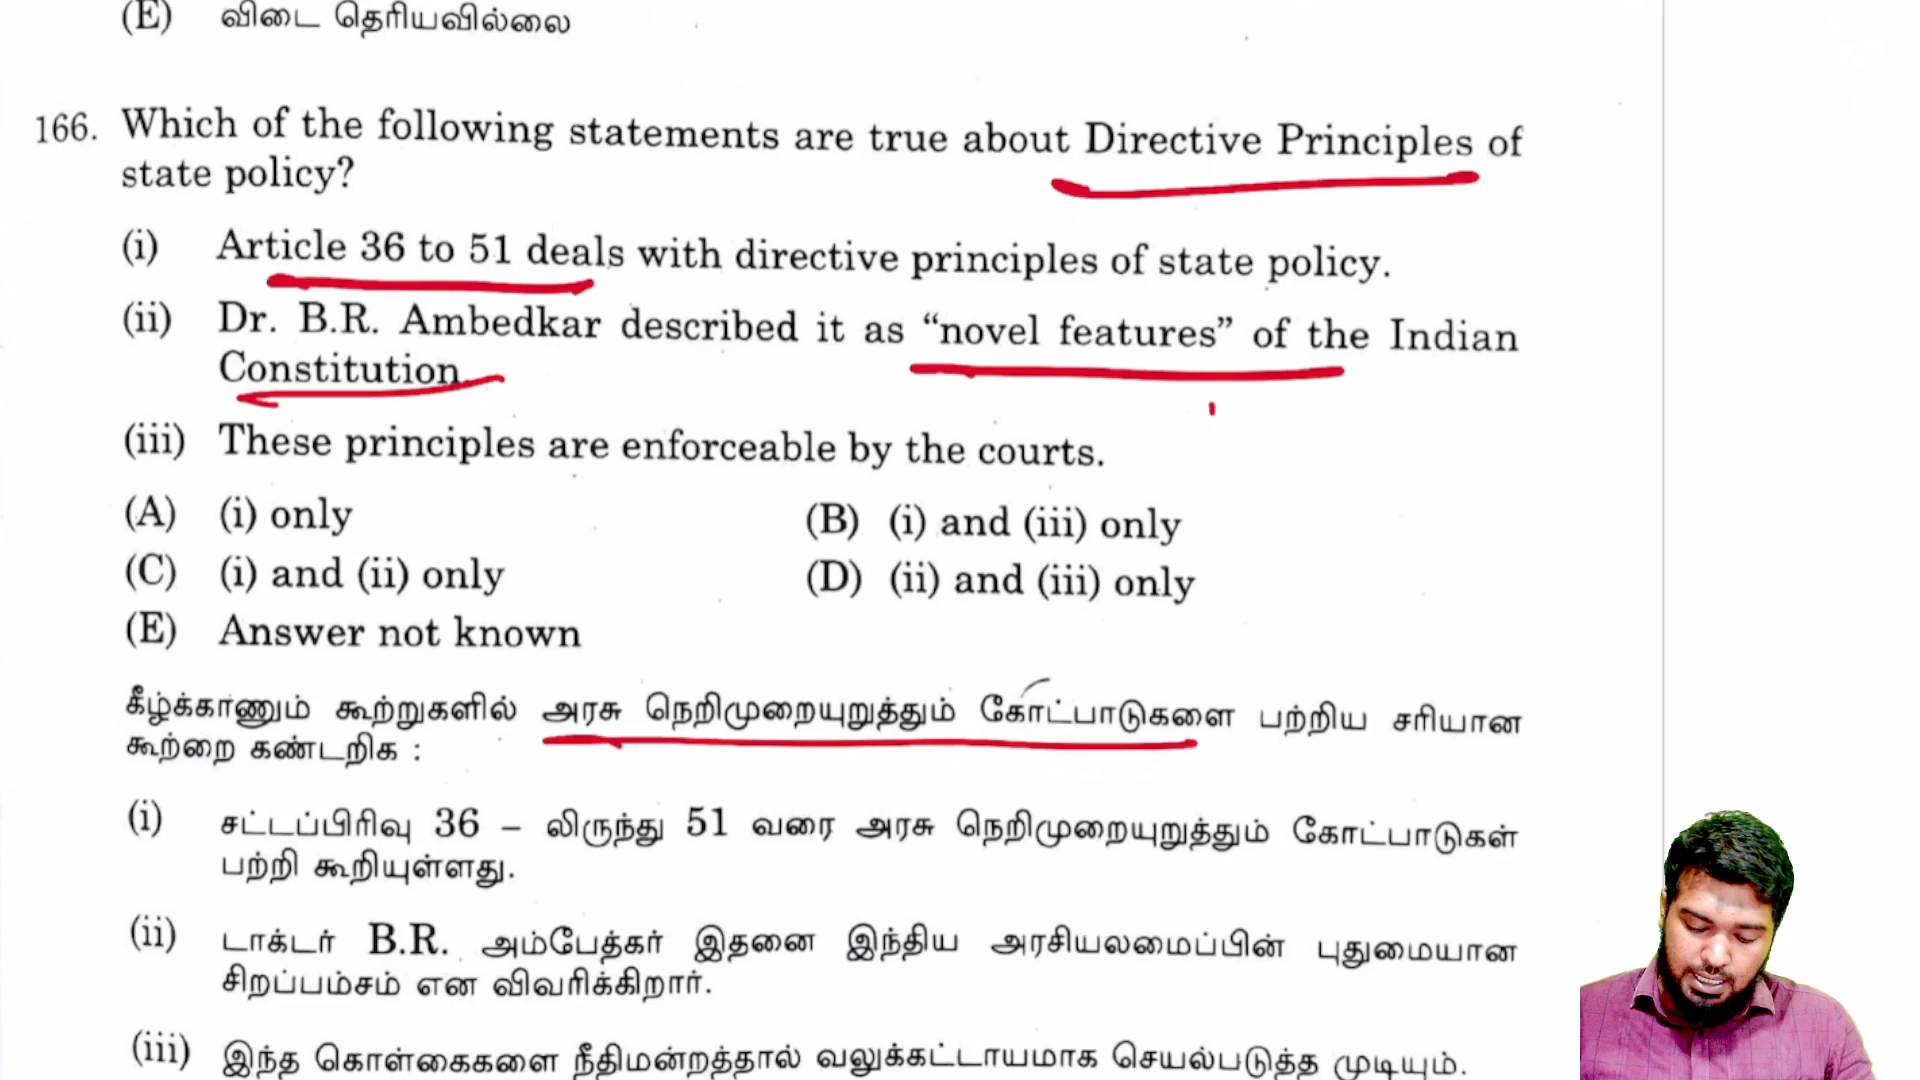 (E) விடை தெரியவில்லை
166. Which of the following statements are true about Directive Principles of
state policy?
(i) Article 36 to 51 deals with directive principles of state policy.
(ii) Dr. B.R. Ambedkar described it as “novel features” of the Indian
Constitution.
(iii) These principles are enforceable by the courts.
(A) (i) only (B) (i) and (iii) only
(C) (i) and (ii) only (D) (ii) and (iii) only
(E) Answer not known
கீழ்க்காணும் கூற்றுகளில் அரசு நெறிமுறையுறுத்தும் கோட்பாடுகளை பற்றிய சரியான
கூற்றை கண்டறிக :
(i) சட்டப்பிரிவு 36 – லிருந்து 51 வரை அரசு நெறிமுறையுறுத்தும் கோட்பாடுகள்
பற்றி கூறியுள்ளது.
(ii) டாக்டர் B.R. அம்பேத்கர் இதனை இந்திய அரசியலமைப்பின் புதுமையான
சிறப்பம்சம் என விவரிக்கிறார்.
(iii) இந்த கொள்கைகளை நீதிமன்றத்தால் வலுக்கட்டாயமாக செயல்படுத்த முடியும்.